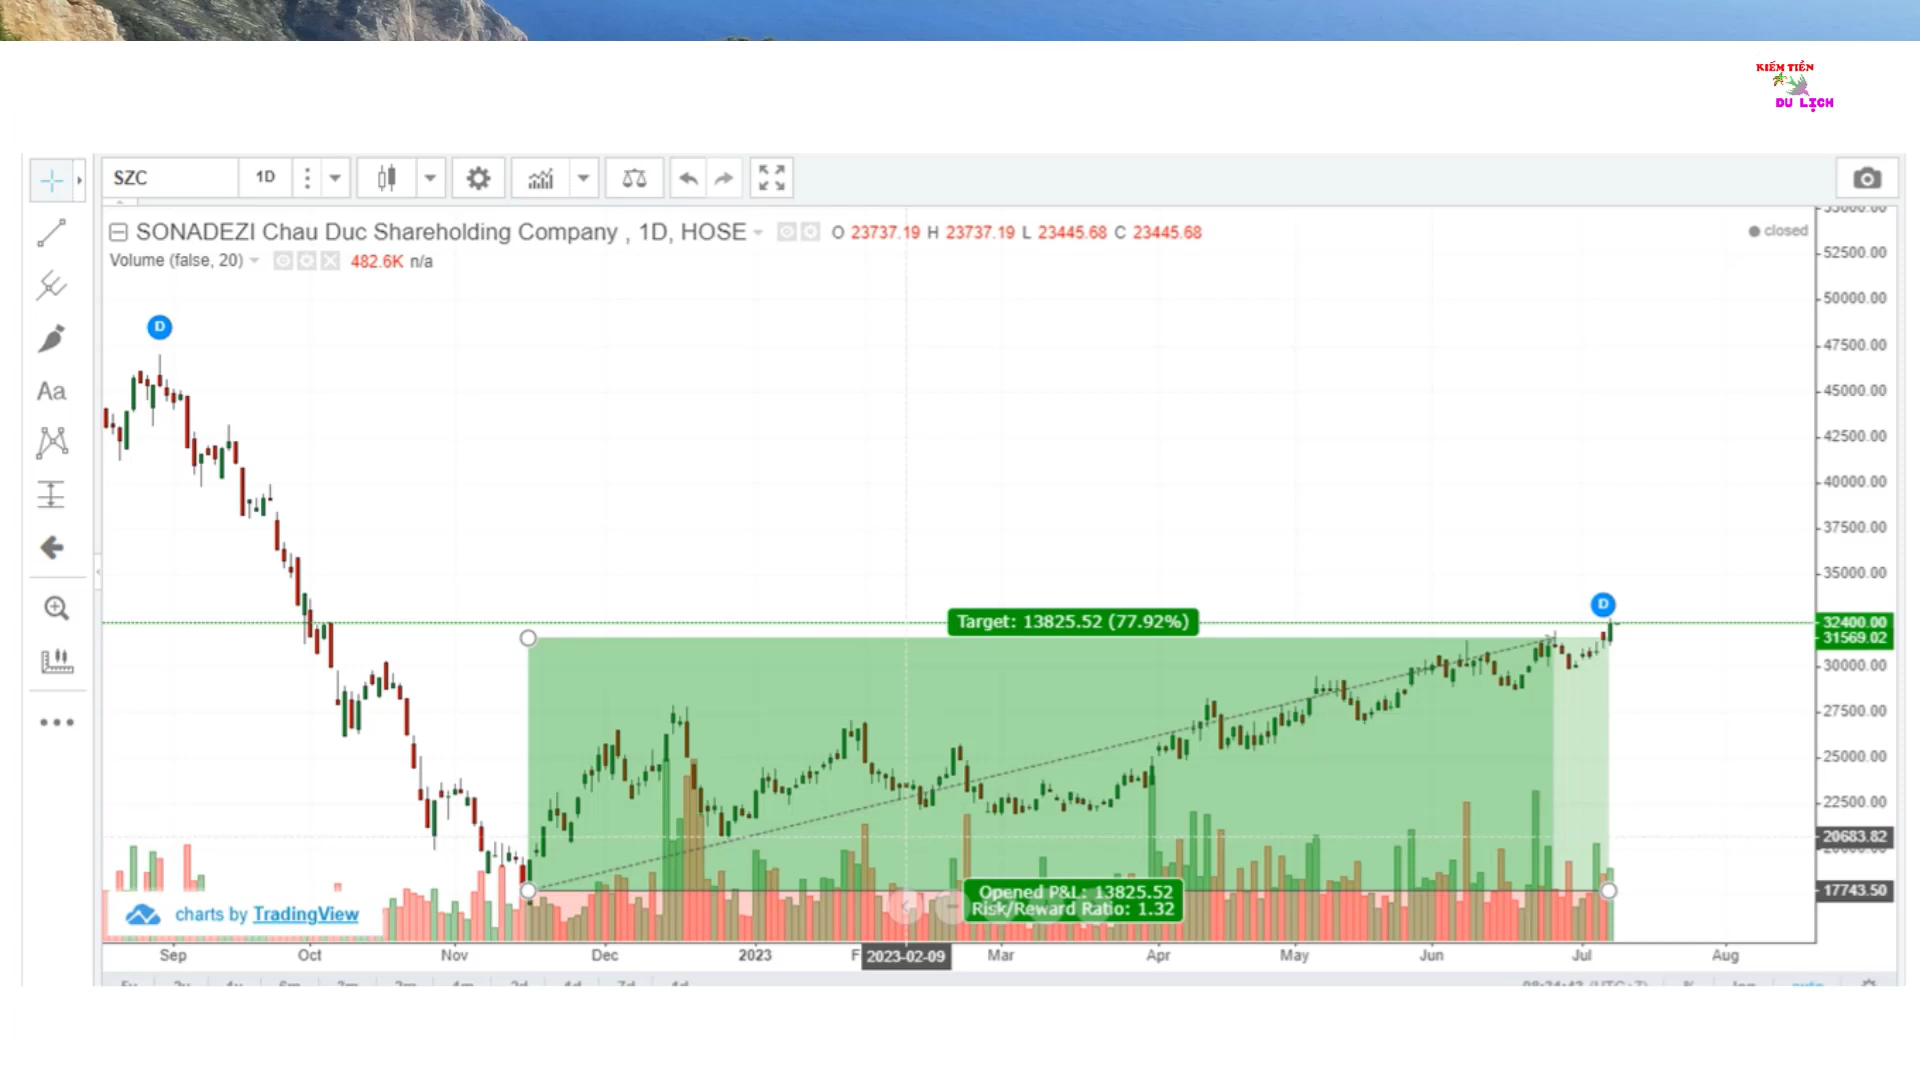 KIẾM TIỀN
DU LỊCH
SZC 1D
SONADEZI Chau Duc Shareholding Company , 1D, HOSE O 23737.19 H 23737.19 L 23445.68 C 23445.68
closed
Volume (false, 20) 482.6K n/a
52500.00
50000.00
D
47500.00
45000.00
Aa
42500.00
40000.00
37500.00
35000.00
D
Target: 13825.52 (77.92%)
32400.00
31569.02
30000.00
27500.00
25000.00
22500.00
20683.82
17743.50
Opened P&L: 13825.52
Risk/Reward Ratio: 1.32
charts by TradingView
Sep Oct Nov Dec 2023 F 2023-02-09 Mar Apr May Jun Jul Aug